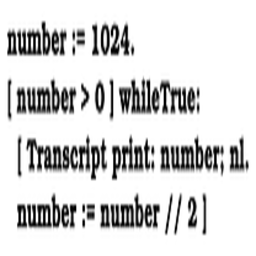 number := 1024.
[ number > 0 ] whileTrue:
[ Transcript print: number; nl.
number := number // 2 ]